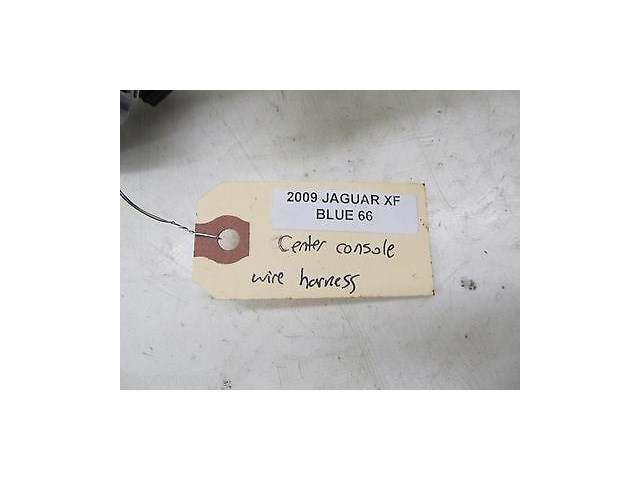 2009 JAGUAR XF
BLUE 66
Center console
wire harness